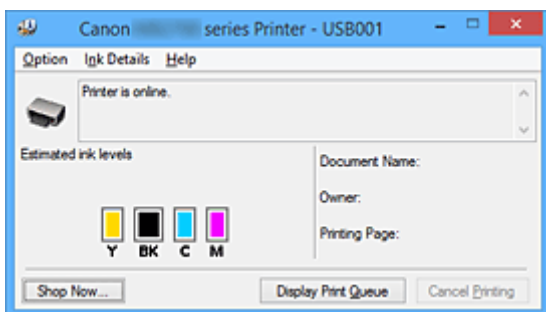 Canon series Printer - USB001
Option Ink Details Help
Printer is online.
Estimated ink levels
Document Name:
Owner:
Printing Page:
Y BK C M
Shop Now... Display Print Queue Cancel Printing